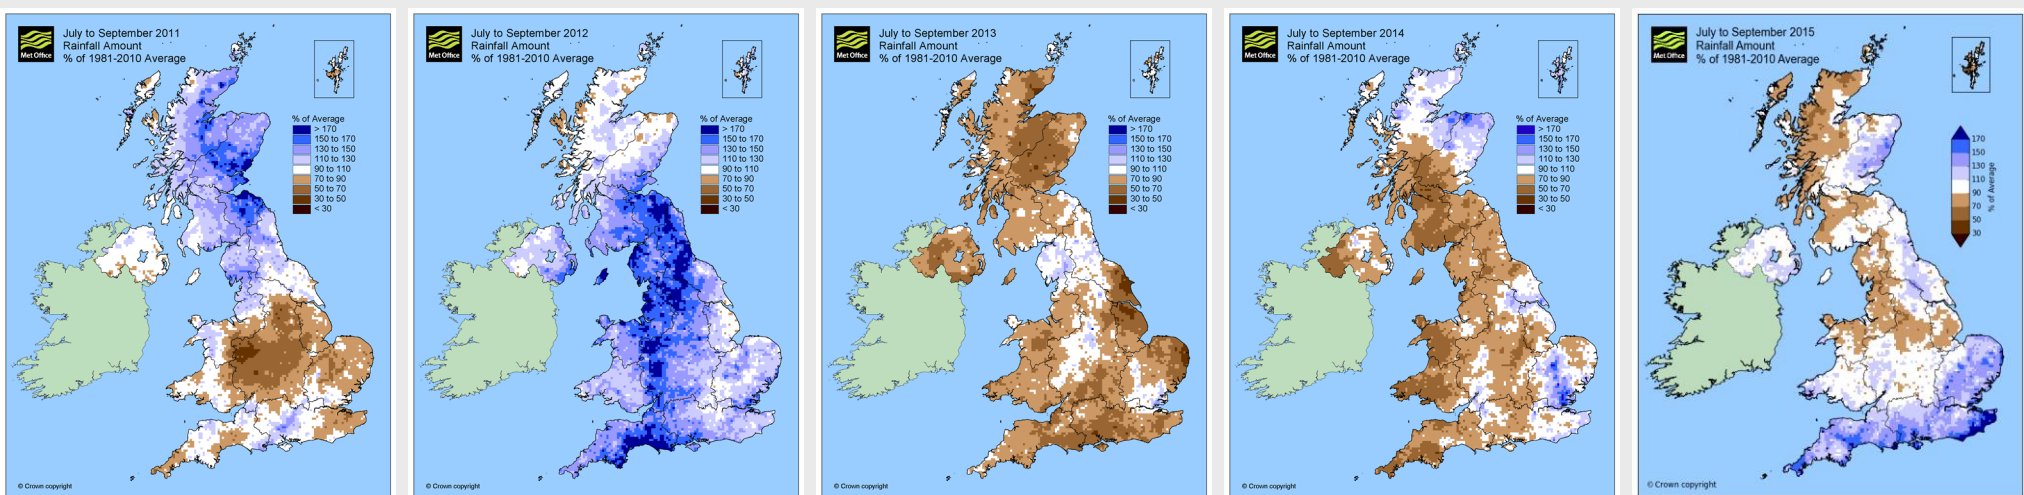 Met Office
July to September 2011
Rainfall Amount
% of 1981-2010 Average
% of Average
> 170
150 to 170
130 to 150
110 to 130
90 to 110
70 to 90
50 to 70
30 to 50
< 30
© Crown copyright
Met Office
July to September 2012
Rainfall Amount
% of 1981-2010 Average
% of Average
> 170
150 to 170
130 to 150
110 to 130
90 to 110
70 to 90
50 to 70
30 to 50
< 30
© Crown copyright
Met Office
July to September 2013
Rainfall Amount
% of 1981-2010 Average
% of Average
> 170
150 to 170
130 to 150
110 to 130
90 to 110
70 to 90
50 to 70
30 to 50
< 30
© Crown copyright
Met Office
July to September 2014
Rainfall Amount
% of 1981-2010 Average
% of Average
> 170
150 to 170
130 to 150
110 to 130
90 to 110
70 to 90
50 to 70
30 to 50
< 30
© Crown copyright
Met Office
July to September 2015
Rainfall Amount
% of 1981-2010 Average
170
150
130
110
90
70
50
30
% of Average
© Crown copyright